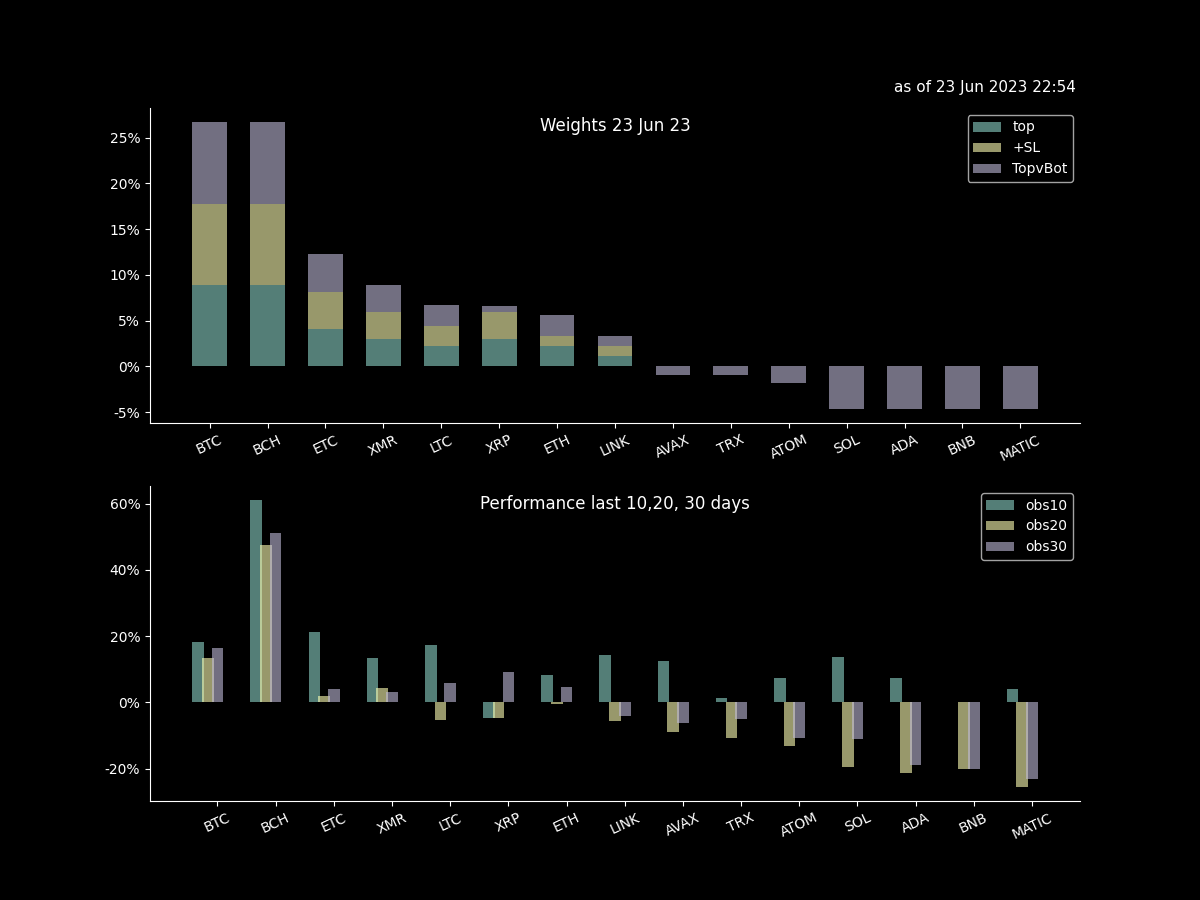 as of 23 Jun 2023 22:54
Weights 23 Jun 23
top
+SL
TopvBot
25%
20%
15%
10%
5%
0%
-5%
BTC BCH ETC XMR LTC XRP ETH LINK AVAX TRX ATOM SOL ADA BNB MATIC
Performance last 10,20, 30 days
obs10
obs20
obs30
60%
40%
20%
0%
-20%
BTC BCH ETC XMR LTC XRP ETH LINK AVAX TRX ATOM SOL ADA BNB MATIC